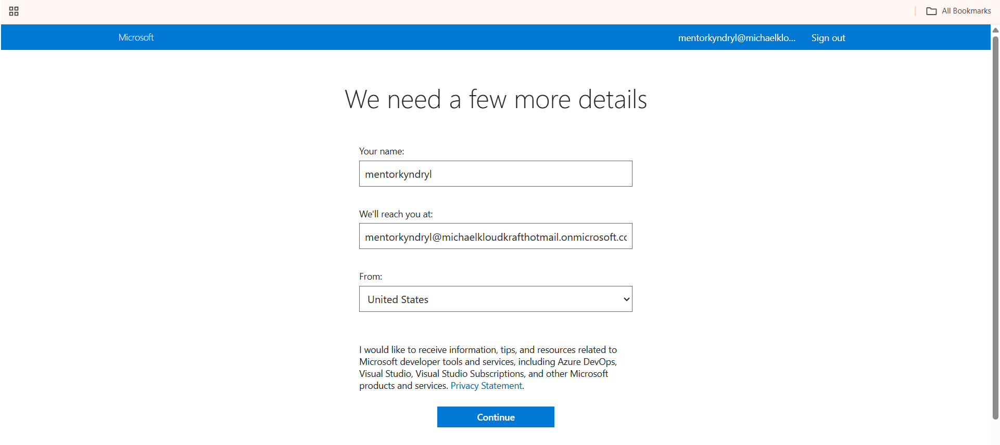 All Bookmarks
Microsoft
mentorkyndryl@michaelklo...
Sign out
We need a few more details
Your name:
mentorkyndryl
We'll reach you at:
mentorkyndryl@michaelkloudkrafthotmail.onmicrosoft.cc
From:
United States
I would like to receive information, tips, and resources related to
Microsoft developer tools and services, including Azure DevOps,
Visual Studio, Visual Studio Subscriptions, and other Microsoft
products and services. Privacy Statement.
Continue